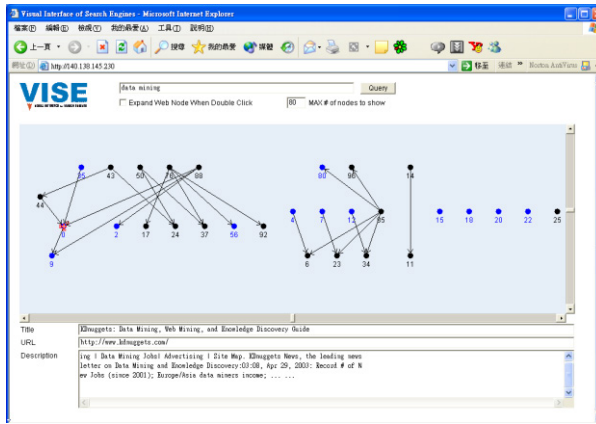 Visual Interface of Search Engines - Microsoft Internet Explorer
檔案(F) 編輯(E) 檢視(V) 我的最愛(A) 工具(T) 說明(H)
上一頁 搜尋 我的最愛 媒體
網址(D) http://140.138.145.230 移至 連結 » Norton AntiVirus
VISE
data mining Query
Expand Web Node When Double Click 80 MAX # of nodes to show
35 43 50 76 88 80 96 14
44
8 2 17 24 37 56 92 4 7 12 85 15 18 20 22 25
9 6 23 34 11
Title KDnuggets: Data Mining, Web Mining, and Knowledge Discovery Guide
URL http://www.kdnuggets.com/
Description ing | Data Mining Jobs| Advertising | Site Map. KDnuggets News, the leading news
letter on Data Mining and Knowledge Discovery:03:08, Apr 29, 2003: Record # of N
ew Jobs (since 2001); Europe/Asia data miners income; ... ...